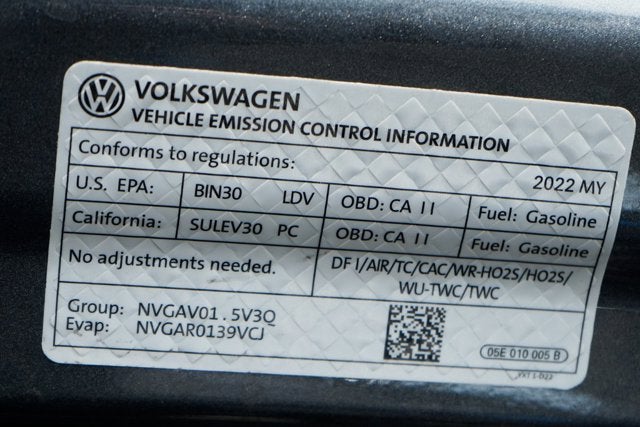 VOLKSWAGEN
VEHICLE EMISSION CONTROL INFORMATION
Conforms to regulations: 2022 MY
U.S. EPA: BIN30 LDV OBD: CA II Fuel: Gasoline
California: SULEV30 PC OBD: CA II Fuel: Gasoline
No adjustments needed. DFI/AIR/TC/CAC/WR-HO2S/HO2S/
WU-TWC/TWC
Group: NVGAV01.5V3Q
Evap: NVGAR0139VCJ
05E 010 005 B